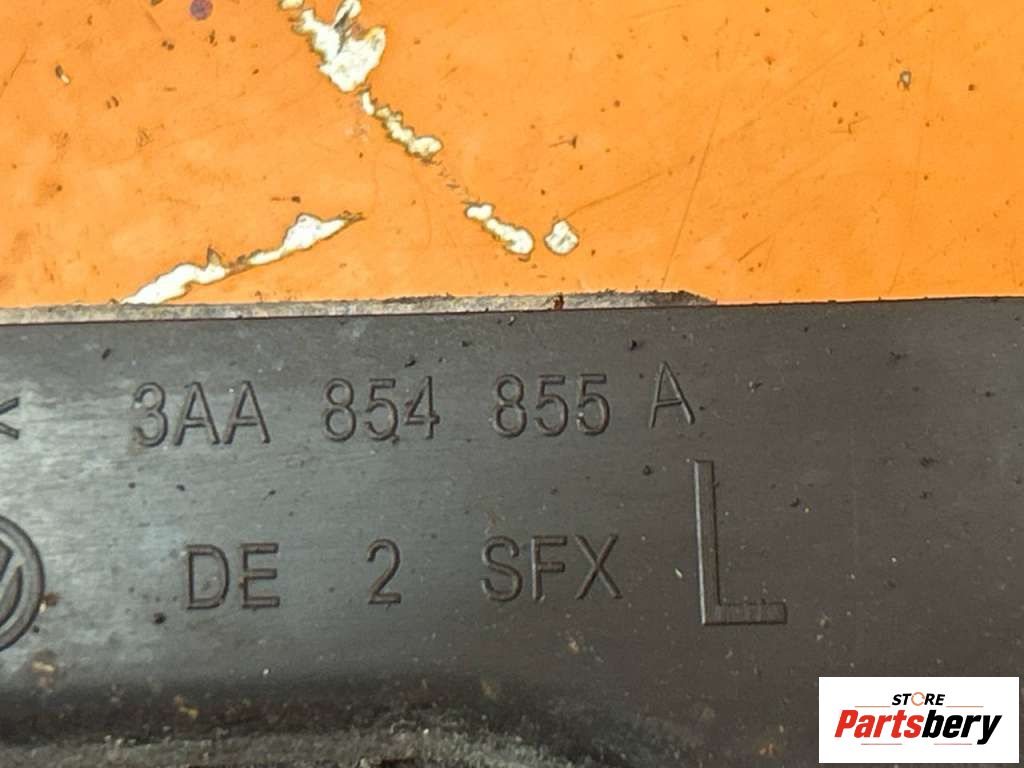 3AA 854 855 A
DE 2 SFX L
STORE
Partsbery